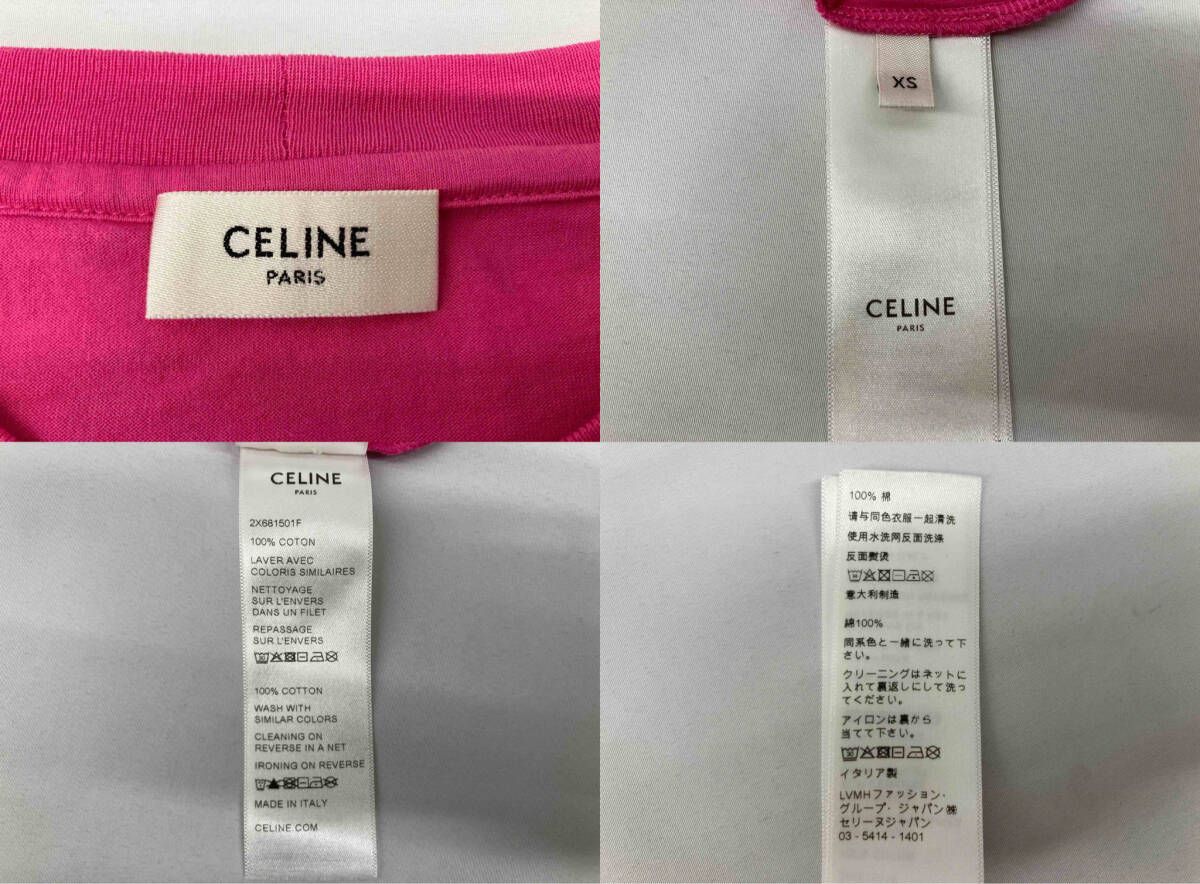 CELINE
PARIS
XS
CELINE
PARIS
CELINE
PARIS
2X681501F
100% COTON
LAVER AVEC
COLORIS SIMILAIRES
NETTOYAGE
SUR L'ENVERS
DANS UN FILET
REPASSAGE
SUR L'ENVERS
100% COTTON
WASH WITH
SIMILAR COLORS
CLEANING ON
REVERSE IN A NET
IRONING ON REVERSE
MADE IN ITALY
CELINE.COM
100% 棉
请与同色衣服一起清洗
使用水洗网反面洗涤
反面熨烫
意大利制造
綿100%
同系色と一緒に洗って下
さい。
クリーニングはネットに
入れて裏返しにして洗っ
てください。
アイロンは裏から
当てて下さい。
イタリア製
LVMHファッション・
グループ・ジャパン㈱
セリーヌジャパン
03 - 5414 - 1401